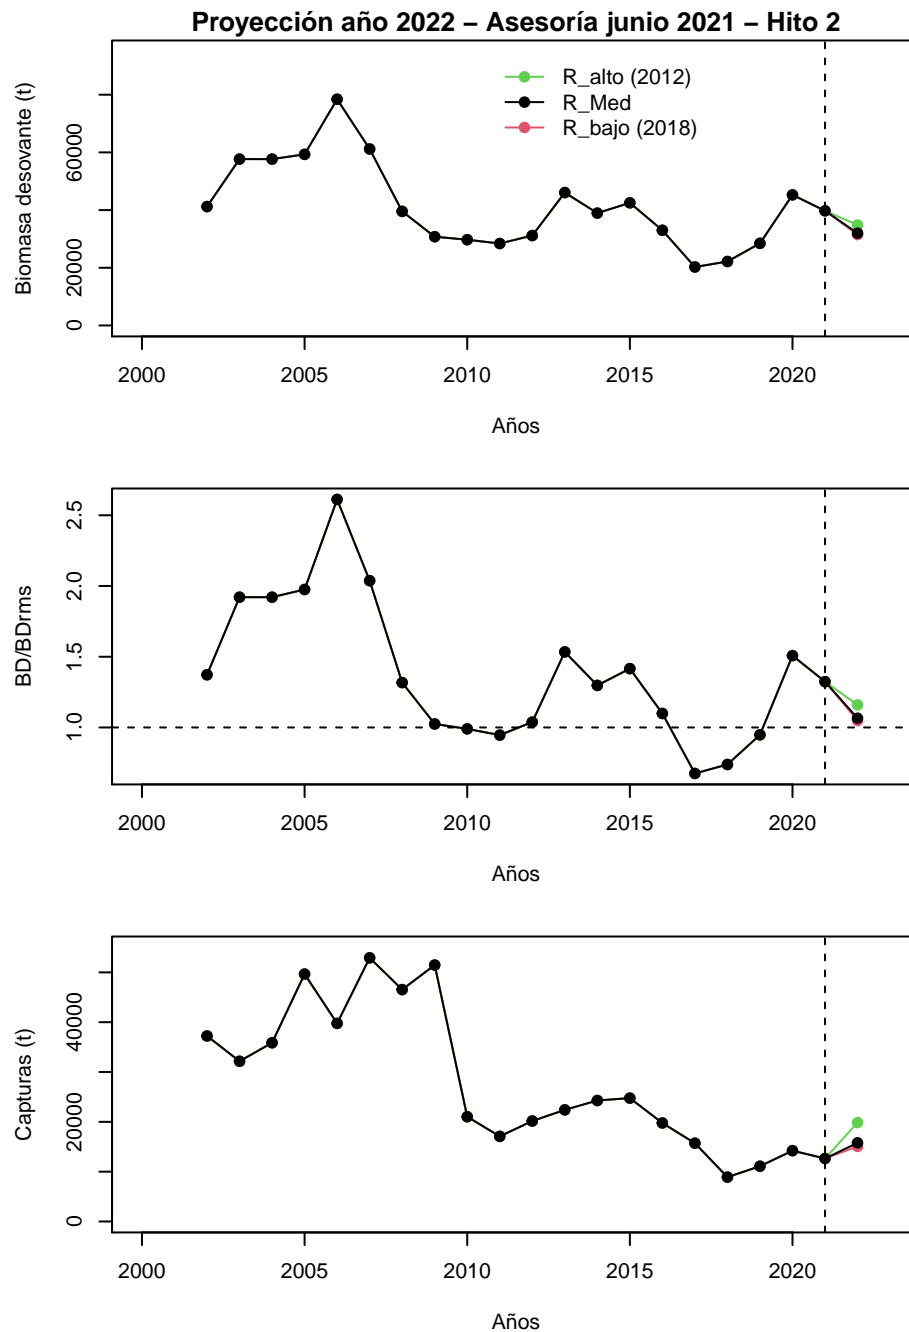 Proyección año 2022 – Asesoría junio 2021 – Hito 2
Biomasa desovante (t)
0
20000
60000
R_alto (2012)
R_Med
R_bajo (2018)
2000
2005
2010
2015
2020
Años
BD/BDrms
1.0
1.5
2.0
2.5
2000
2005
2010
2015
2020
Años
Capturas (t)
0
20000
40000
2000
2005
2010
2015
2020
Años